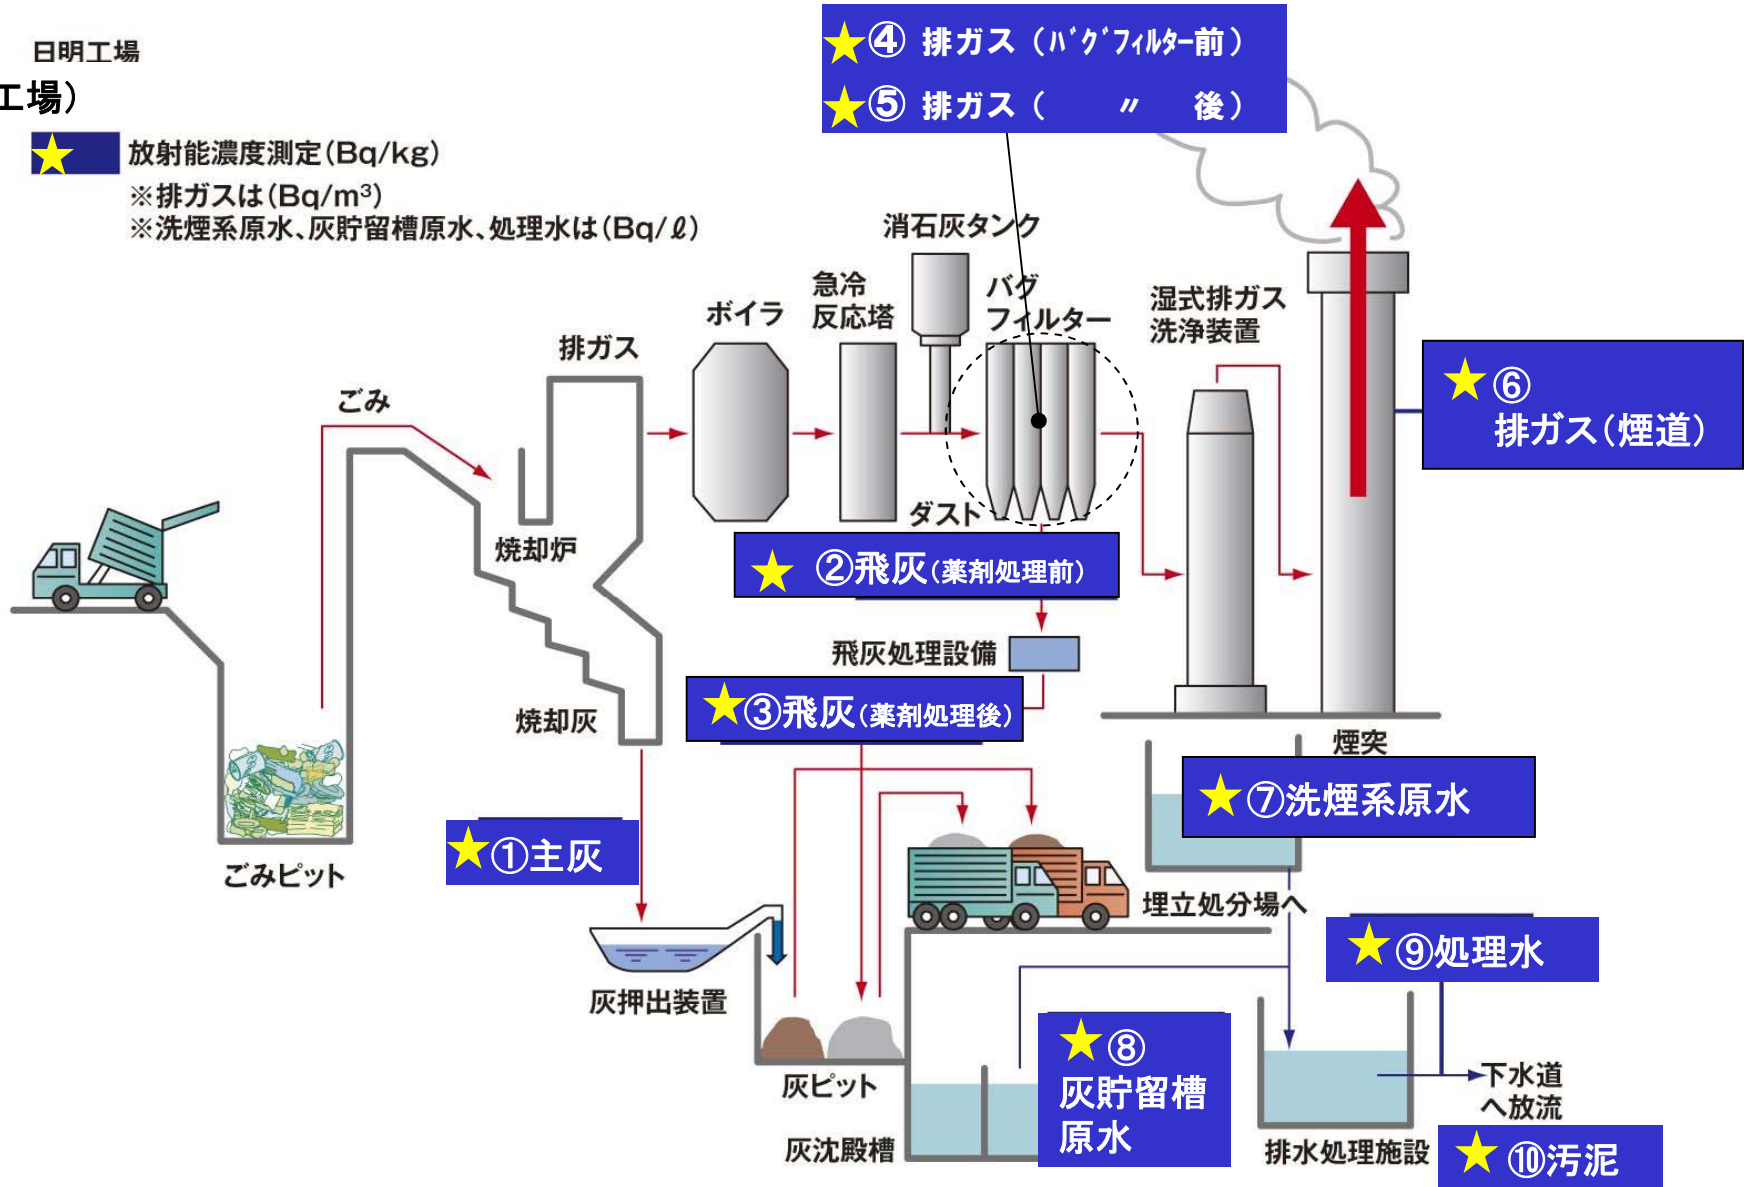 日明工場
工場）
放射能濃度測定（Bq/kg）
※排ガスは（Bq/m³）
※洗煙系原水、灰貯留槽原水、処理水は（Bq/ℓ）
④ 排ガス（ﾊﾞｸﾞﾌｨﾙﾀｰ前）
⑤ 排ガス（ 〃 後）
消石灰タンク
急冷
反応塔
バグ
フィルター
ボイラ
排ガス
湿式排ガス
洗浄装置
⑥
排ガス（煙道）
ごみ
ダスト
焼却炉
②飛灰（薬剤処理前）
飛灰処理設備
③飛灰（薬剤処理後）
焼却灰
煙突
⑦洗煙系原水
①主灰
ごみピット
埋立処分場へ
⑨処理水
灰押出装置
⑧
灰貯留槽
原水
灰ピット
下水道
へ放流
灰沈殿槽
排水処理施設
⑩汚泥